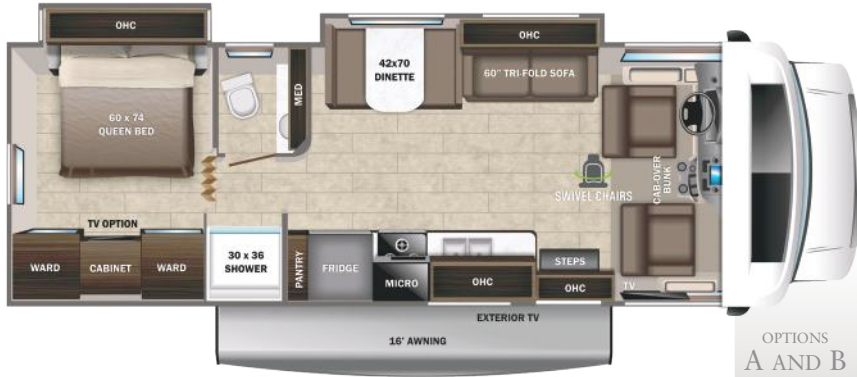 OHC
OHC
42x70
DINETTE
60" TRI-FOLD SOFA
MED
60 x 74
QUEEN BED
SWIVEL CHAIRS
CAB-OVER
BUNK
TV OPTION
WARD
CABINET
WARD
30 x 36
SHOWER
PANTRY
FRIDGE
MICRO
OHC
STEPS
OHC
TV
EXTERIOR TV
16' AWNING
OPTIONS
A AND B